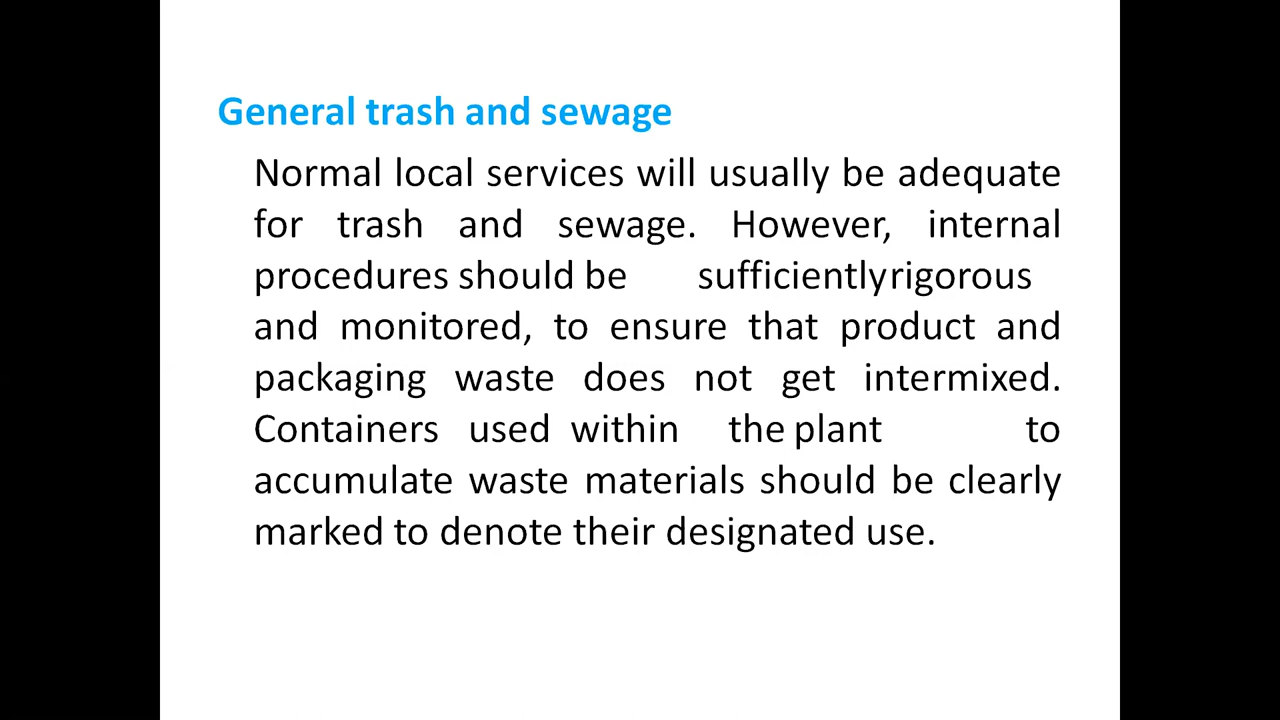 General trash and sewage
Normal local services will usually be adequate
for trash and sewage. However, internal
procedures should be sufficiently rigorous
and monitored, to ensure that product and
packaging waste does not get intermixed.
Containers used within the plant to
accumulate waste materials should be clearly
marked to denote their designated use.